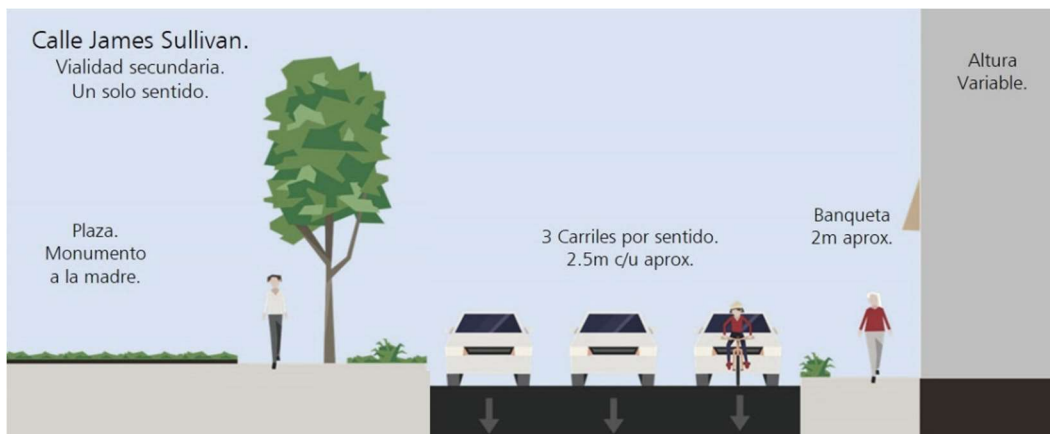 Calle James Sullivan.
Vialidad secundaria.
Un solo sentido.
Plaza.
Monumento
a la madre.
3 Carriles por sentido.
2.5m c/u aprox.
Banqueta
2m aprox.
Altura
Variable.